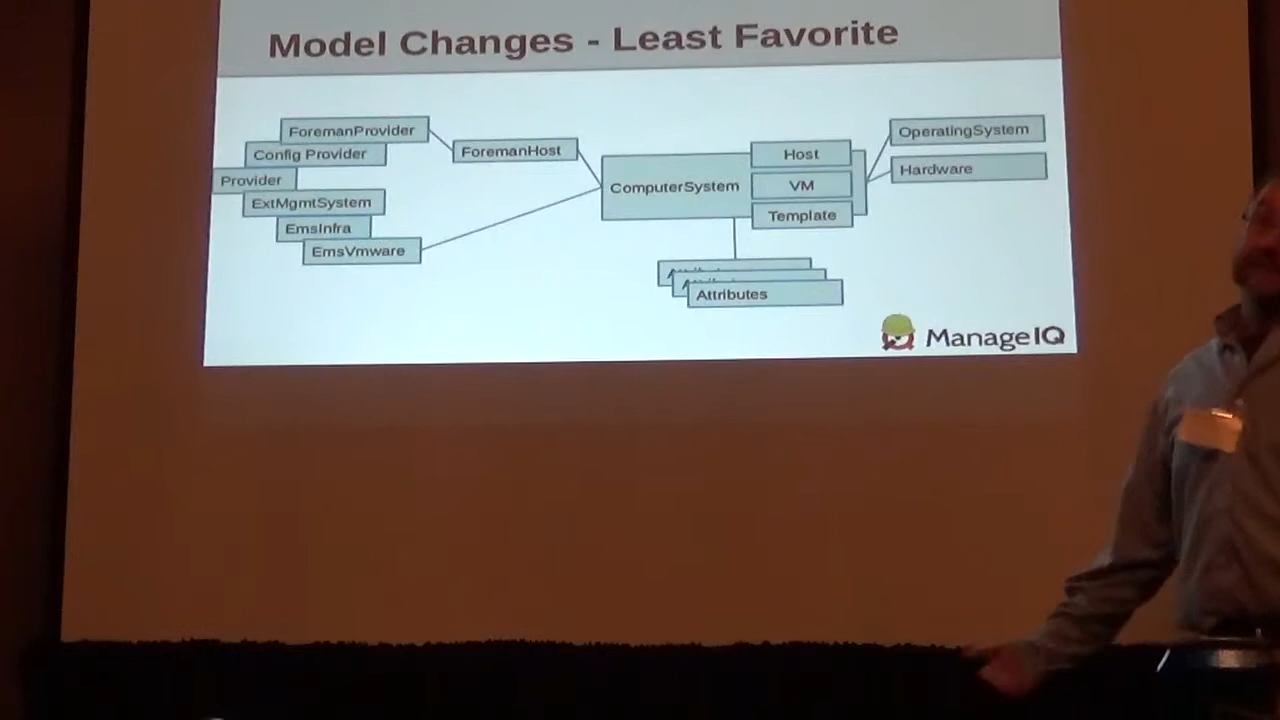 Model Changes - Least Favorite
ForemanProvider
Config Provider
Provider
ExtMgmtSystem
EmsInfra
EmsVmware
ForemanHost
ComputerSystem
Host
VM
Template
OperatingSystem
Hardware
Attributes
ManageIQ